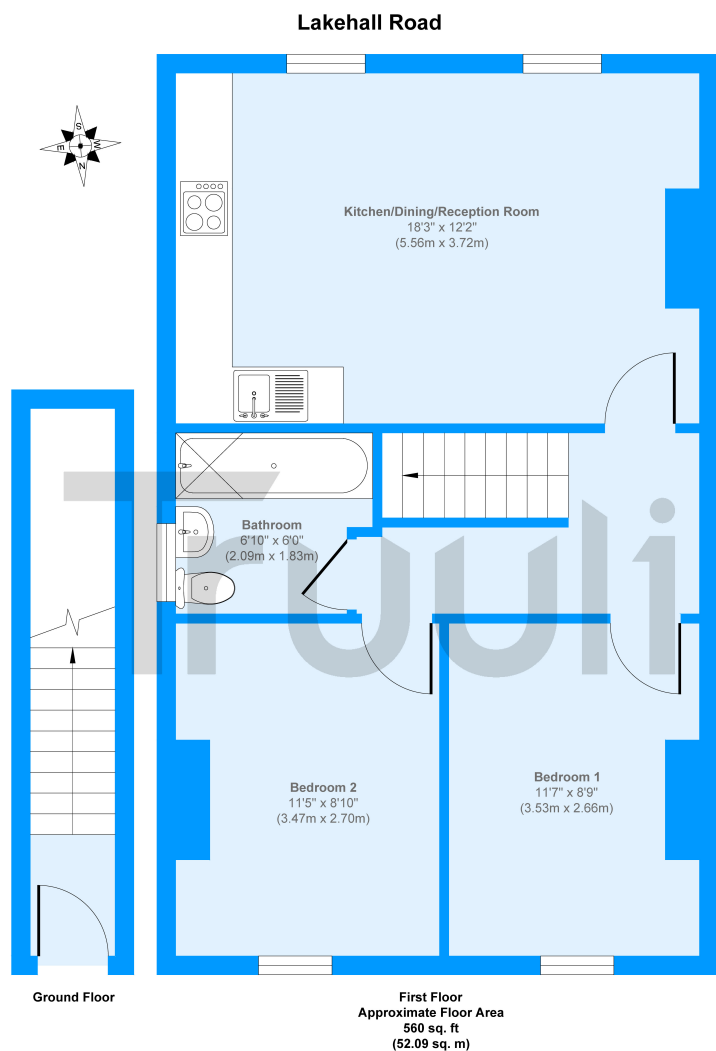 Lakehall Road
S
E
W
N
Kitchen/Dining/Reception Room
18'3" x 12'2"
(5.56m x 3.72m)
Bathroom
6'10" x 6'0"
(2.09m x 1.83m)
Truuli
Bedroom 2
11'5" x 8'10"
(3.47m x 2.70m)
Bedroom 1
11'7" x 8'9"
(3.53m x 2.66m)
Ground Floor
First Floor
Approximate Floor Area
560 sq. ft
(52.09 sq. m)